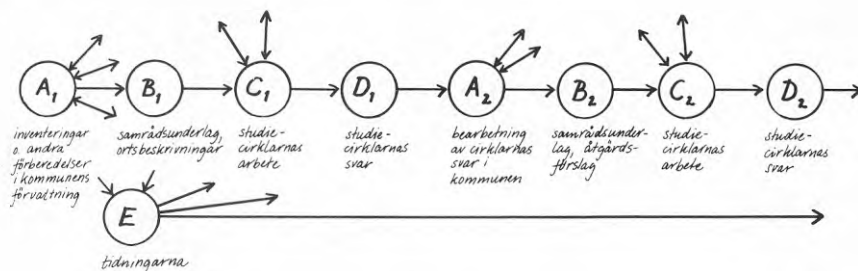 A₁
B₁
C₁
D₁
A₂
B₂
C₂
D₂
inventeringar
o. andra
förberedelser
i kommunens
förvaltning
samrådsunderlag,
ortsbeskrivningar
studie-
cirklarnas
arbete
studie-
cirklarnas
svar
bearbetning
av cirklarnas
svar i
kommunen
samrådsunder-
lag, åtgärds-
förslag
studie-
cirklarnas
arbete
studie-
cirklarnas
svar
E
tidningarna